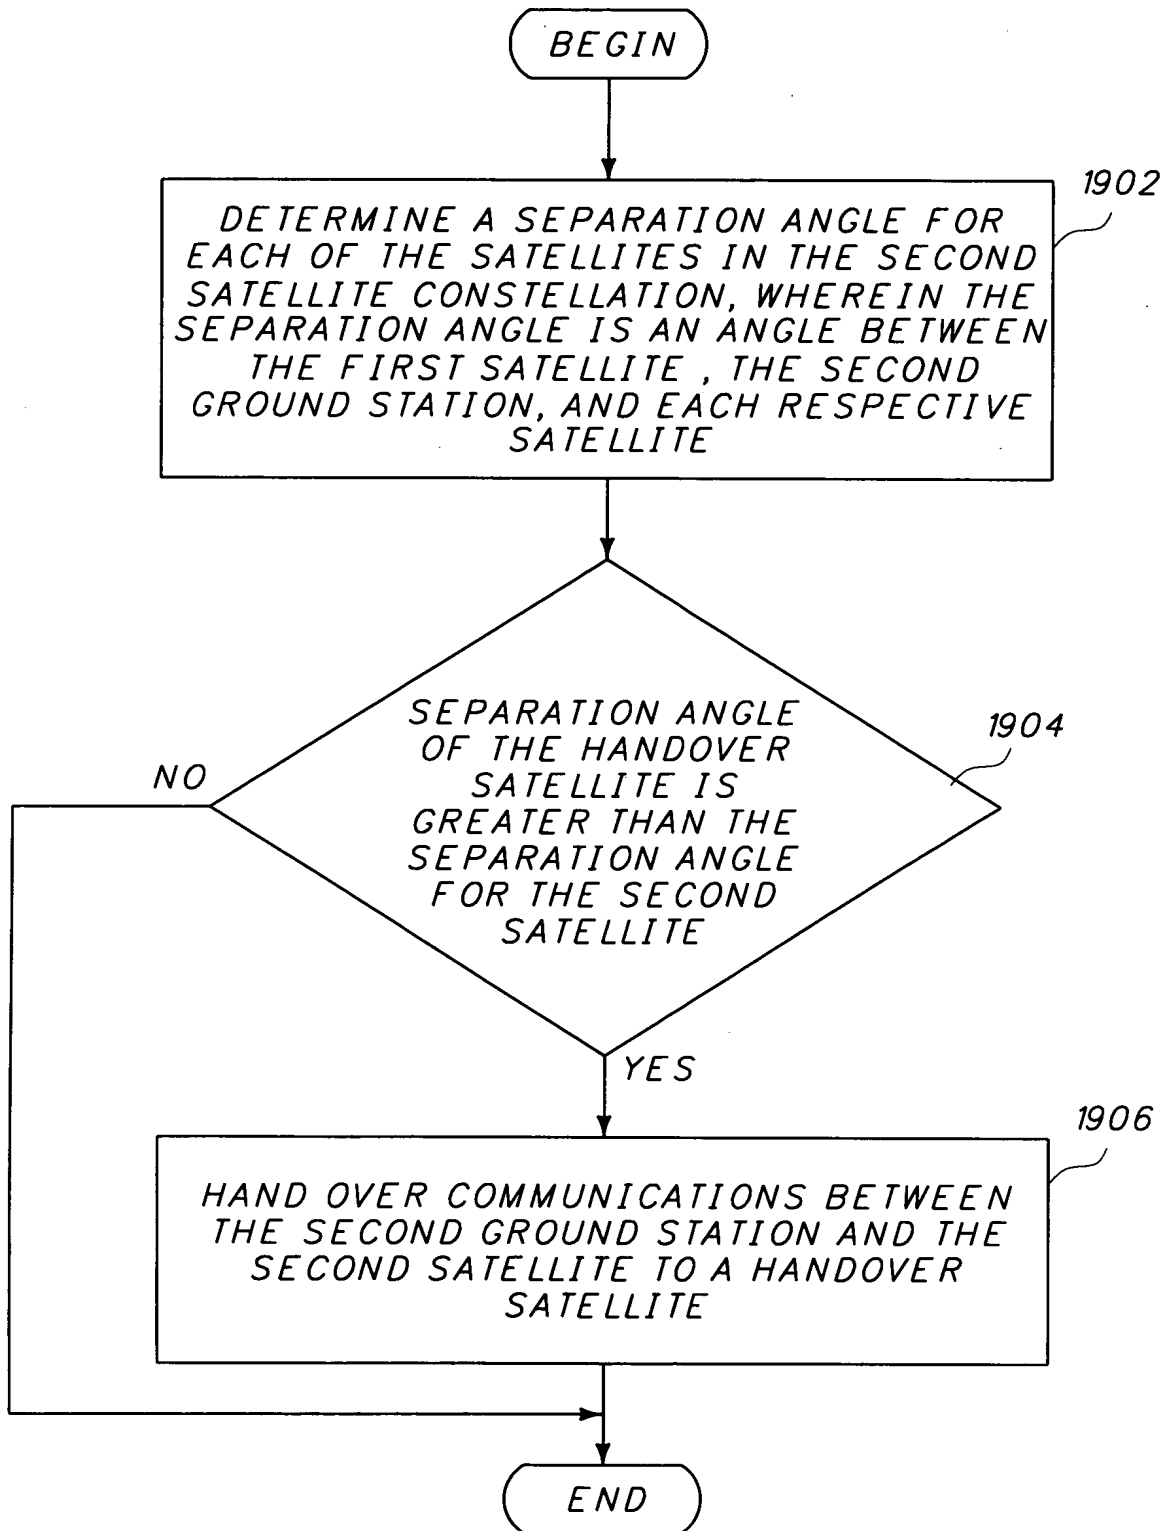 BEGIN
1902
DETERMINE A SEPARATION ANGLE FOR
EACH OF THE SATELLITES IN THE SECOND
SATELLITE CONSTELLATION, WHEREIN THE
SEPARATION ANGLE IS AN ANGLE BETWEEN
THE FIRST SATELLITE , THE SECOND
GROUND STATION, AND EACH RESPECTIVE
SATELLITE
1904
SEPARATION ANGLE
OF THE HANDOVER
SATELLITE IS
GREATER THAN THE
SEPARATION ANGLE
FOR THE SECOND
SATELLITE
NO
YES
1906
HAND OVER COMMUNICATIONS BETWEEN
THE SECOND GROUND STATION AND THE
SECOND SATELLITE TO A HANDOVER
SATELLITE
END